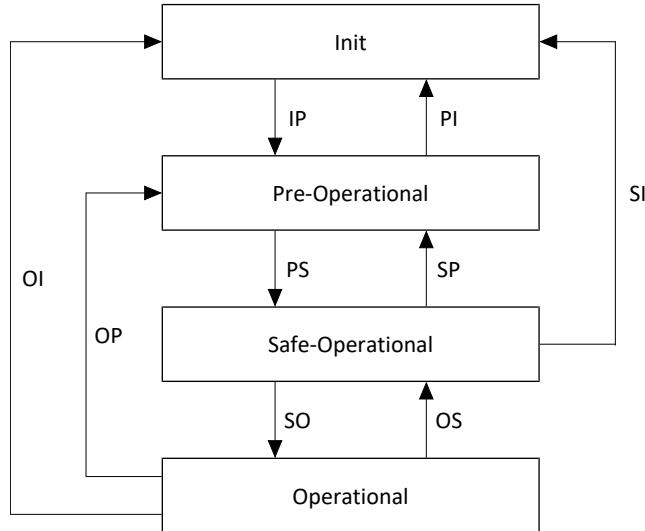 Init
IP
PI
Pre-Operational
SI
PS
SP
OI
OP
Safe-Operational
SO
OS
Operational